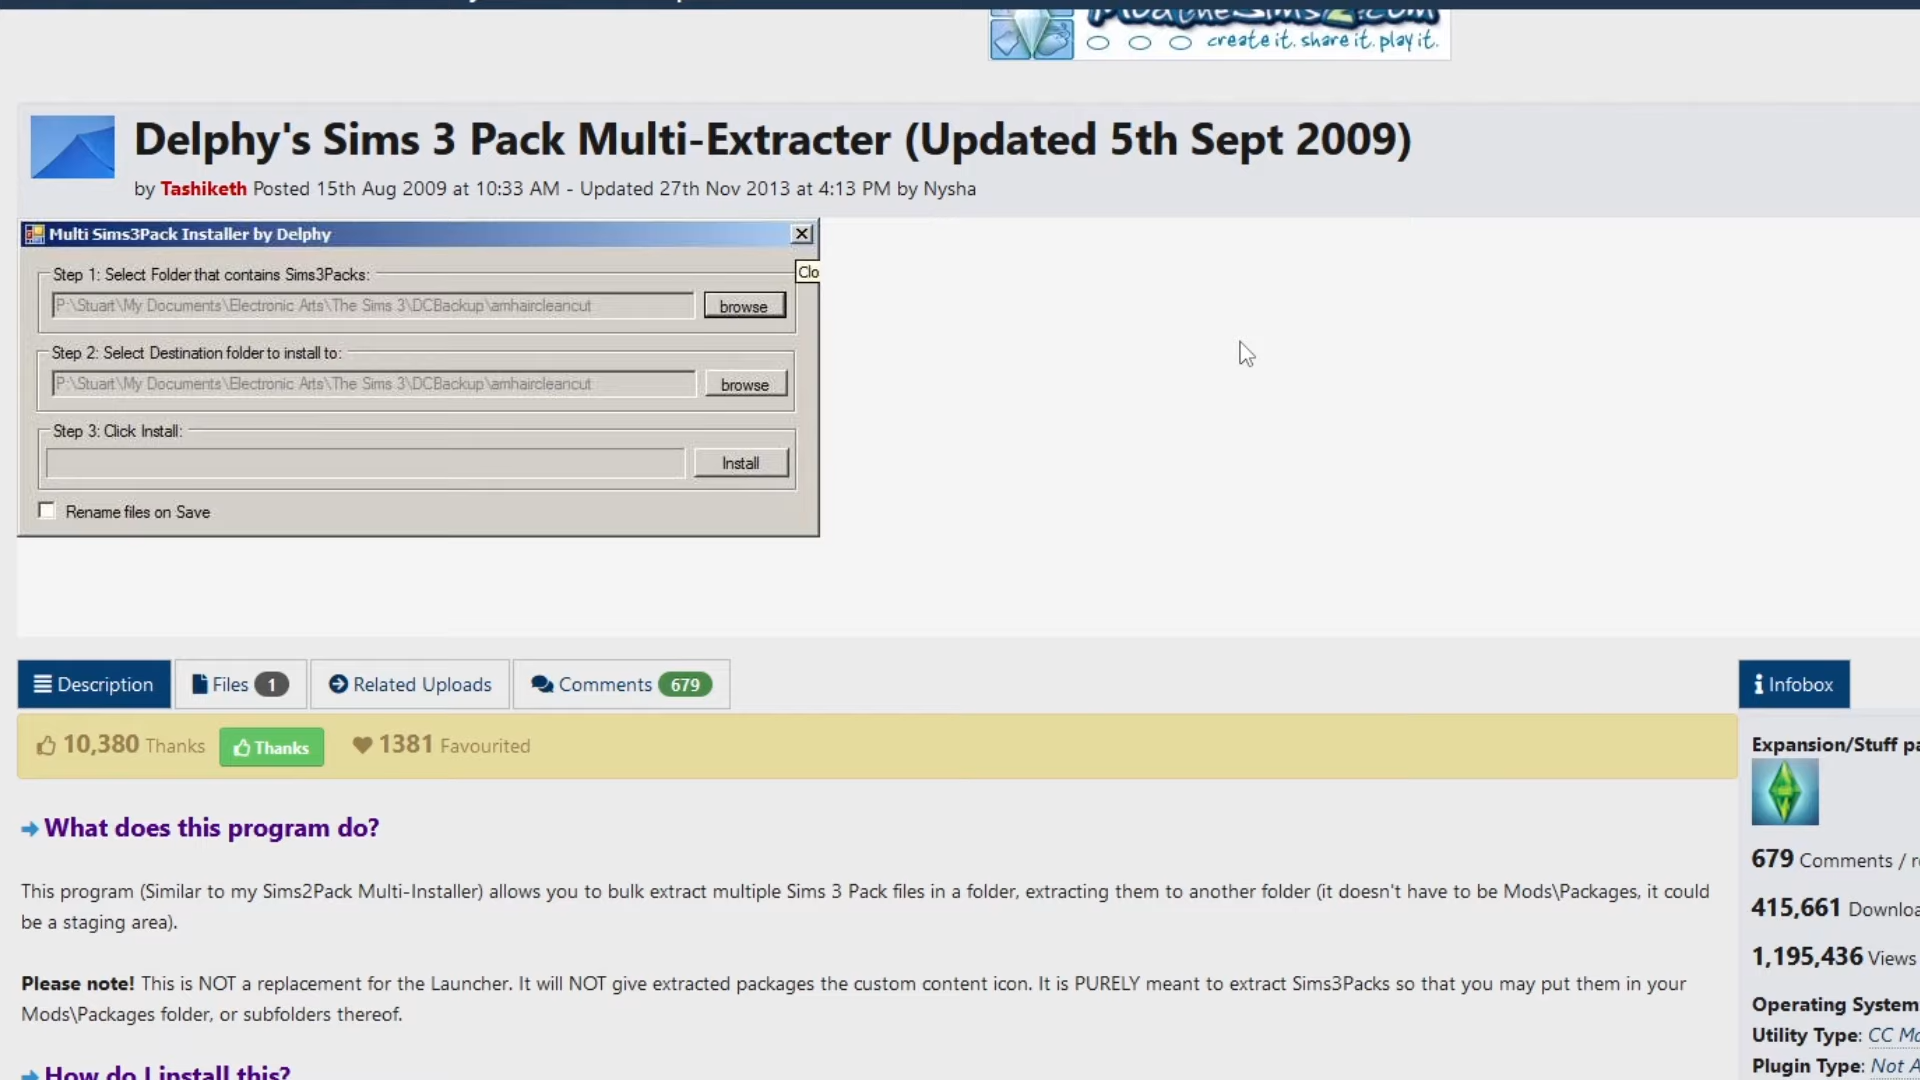 ModTheSims2.com
create it. share it. play it.
Delphy's Sims 3 Pack Multi-Extracter (Updated 5th Sept 2009)
by Tashiketh Posted 15th Aug 2009 at 10:33 AM - Updated 27th Nov 2013 at 4:13 PM by Nysha
Multi Sims3Pack Installer by Delphy
Step 1: Select Folder that contains Sims3Packs:
Clo
P:\Stuart\My Documents\Electronic Arts\The Sims 3\DCBackup\amhaircleancut
browse
Step 2: Select Destination folder to install to:
P:\Stuart\My Documents\Electronic Arts\The Sims 3\DCBackup\amhaircleancut
browse
Step 3: Click Install:
Install
Rename files on Save
Description Files 1 Related Uploads Comments 679
Infobox
10,380 Thanks Thanks 1381 Favourited
What does this program do?
This program (Similar to my Sims2Pack Multi-Installer) allows you to bulk extract multiple Sims 3 Pack files in a folder, extracting them to another folder (it doesn't have to be Mods\Packages, it could
be a staging area).
Please note! This is NOT a replacement for the Launcher. It will NOT give extracted packages the custom content icon. It is PURELY meant to extract Sims3Packs so that you may put them in your
Mods\Packages folder, or subfolders thereof.
How do I install this?
Expansion/Stuff pa
679 Comments / r
415,661 Downloa
1,195,436 Views
Operating System
Utility Type: CC Mo
Plugin Type: Not A